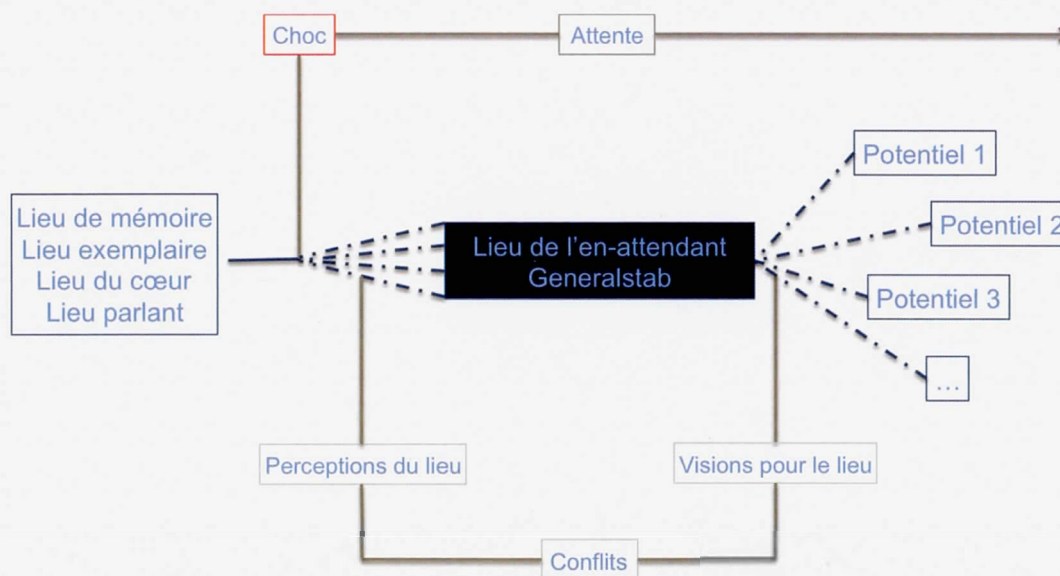 Choc
Attente
Potentiel 1
Lieu de mémoire
Lieu exemplaire
Lieu du cœur
Lieu parlant
Lieu de l'en-attendant
Generalstab
Potentiel 2
Potentiel 3
...
Perceptions du lieu
Visions pour le lieu
Conflits